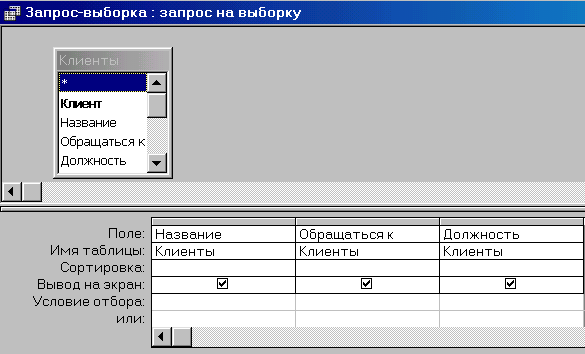 Запрос-выборка : запрос на выборку
Клиенты
*
Клиент
Название
Обращаться к
Должность
Поле: Название Обращаться к Должность
Имя таблицы: Клиенты Клиенты Клиенты
Сортировка:
Вывод на экран:
Условие отбора:
или: